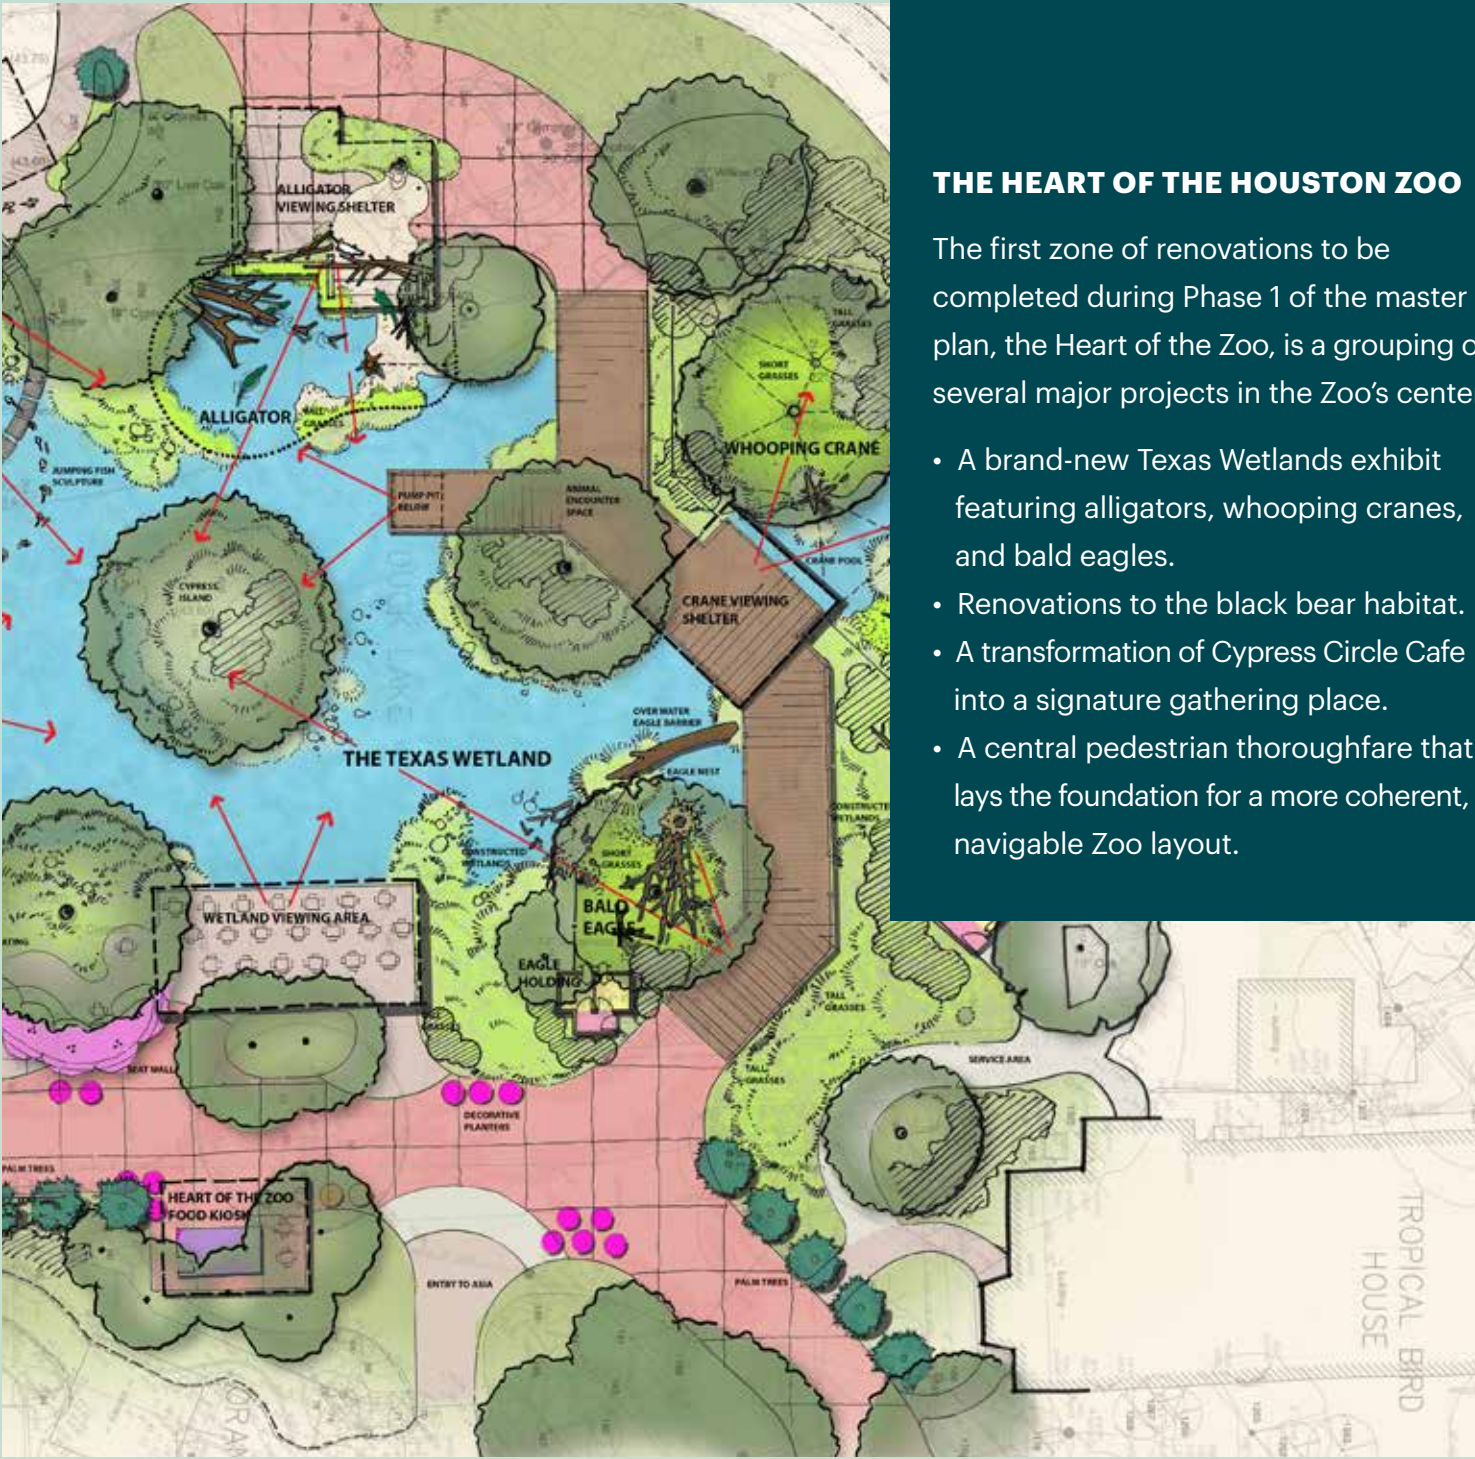 THE HEART OF THE HOUSTON ZOO
The first zone of renovations to be
completed during Phase 1 of the master
plan, the Heart of the Zoo, is a grouping
several major projects in the Zoo's
• A brand-new Texas Wetlands exhibit
featuring alligators, whooping cranes,
and bald eagles.
• Renovations to the black bear habitat.
• A transformation of Cypress Circle Cafe
into a signature gathering place.
• A central pedestrian thoroughfare that
lays the foundation for a more coherent,
navigable Zoo layout.
ALLIGATOR
VIEWING SHELTER
TALL
GRASSES
SHORT
GRASSES
ALLIGATOR
TALL
GRASSES
WHOOPING CRANE
JUMPING FISH
SCULPTURE
PUMP PIT
BELOW
ANIMAL
ENCOUNTER
SPACE
CRANE POOL
CYPRESS
ISLAND
CRANE VIEWING
SHELTER
DUCK LAKE
OVER WATER
EAGLE BARRIER
THE TEXAS WETLAND
EAGLE NEST
CONSTRUCTED
WETLANDS
SHORT
GRASSES
BALD
EAGLE
WETLAND VIEWING AREA
EAGLE
HOLDING
TALL
GRASSES
SERVICE AREA
SEAT WALL
TALL
GRASSES
DECORATIVE
PLANTERS
PALM TREES
HEART OF THE ZOO
FOOD KIOSK
ENTRY TO ASIA
PALM TREES
TROPICAL BIRD
HOUSE